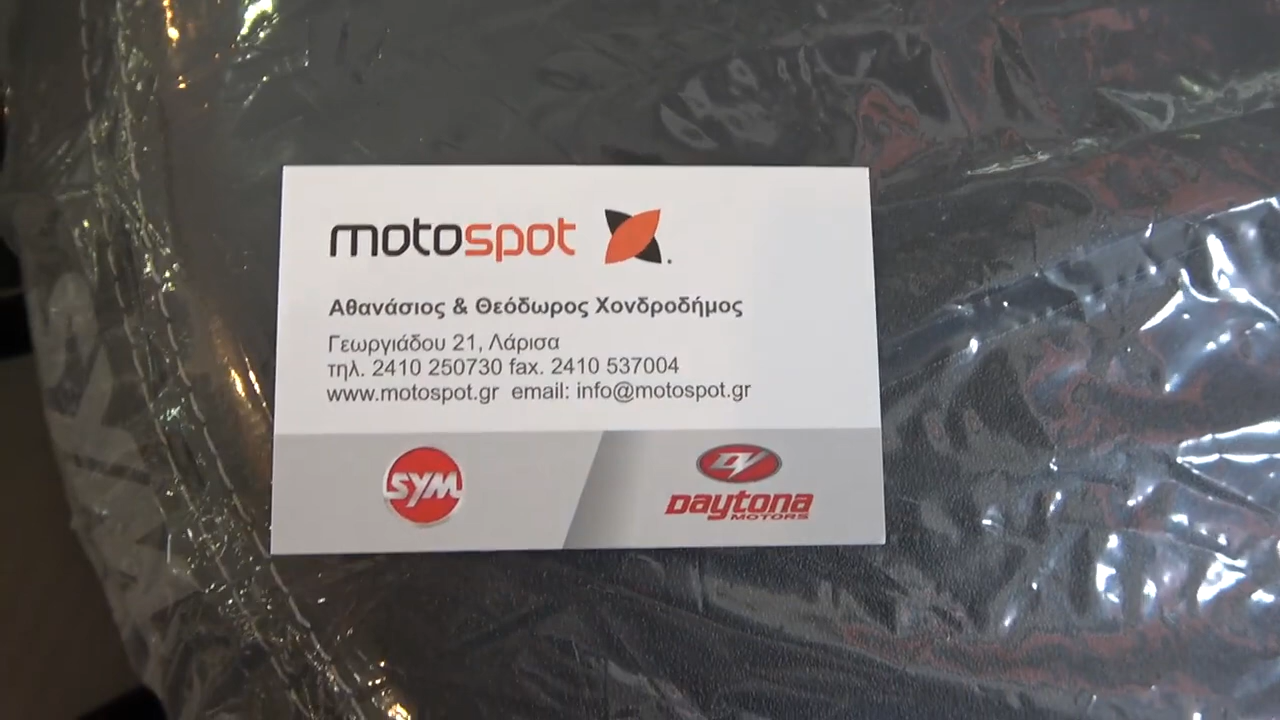 motospot
Αθανάσιος & Θεόδωρος Χονδροδήμος
Γεωργιάδου 21, Λάρισα
τηλ. 2410 250730 fax. 2410 537004
www.motospot.gr email: info@motospot.gr
SYM
DV
Daytona
MOTORS